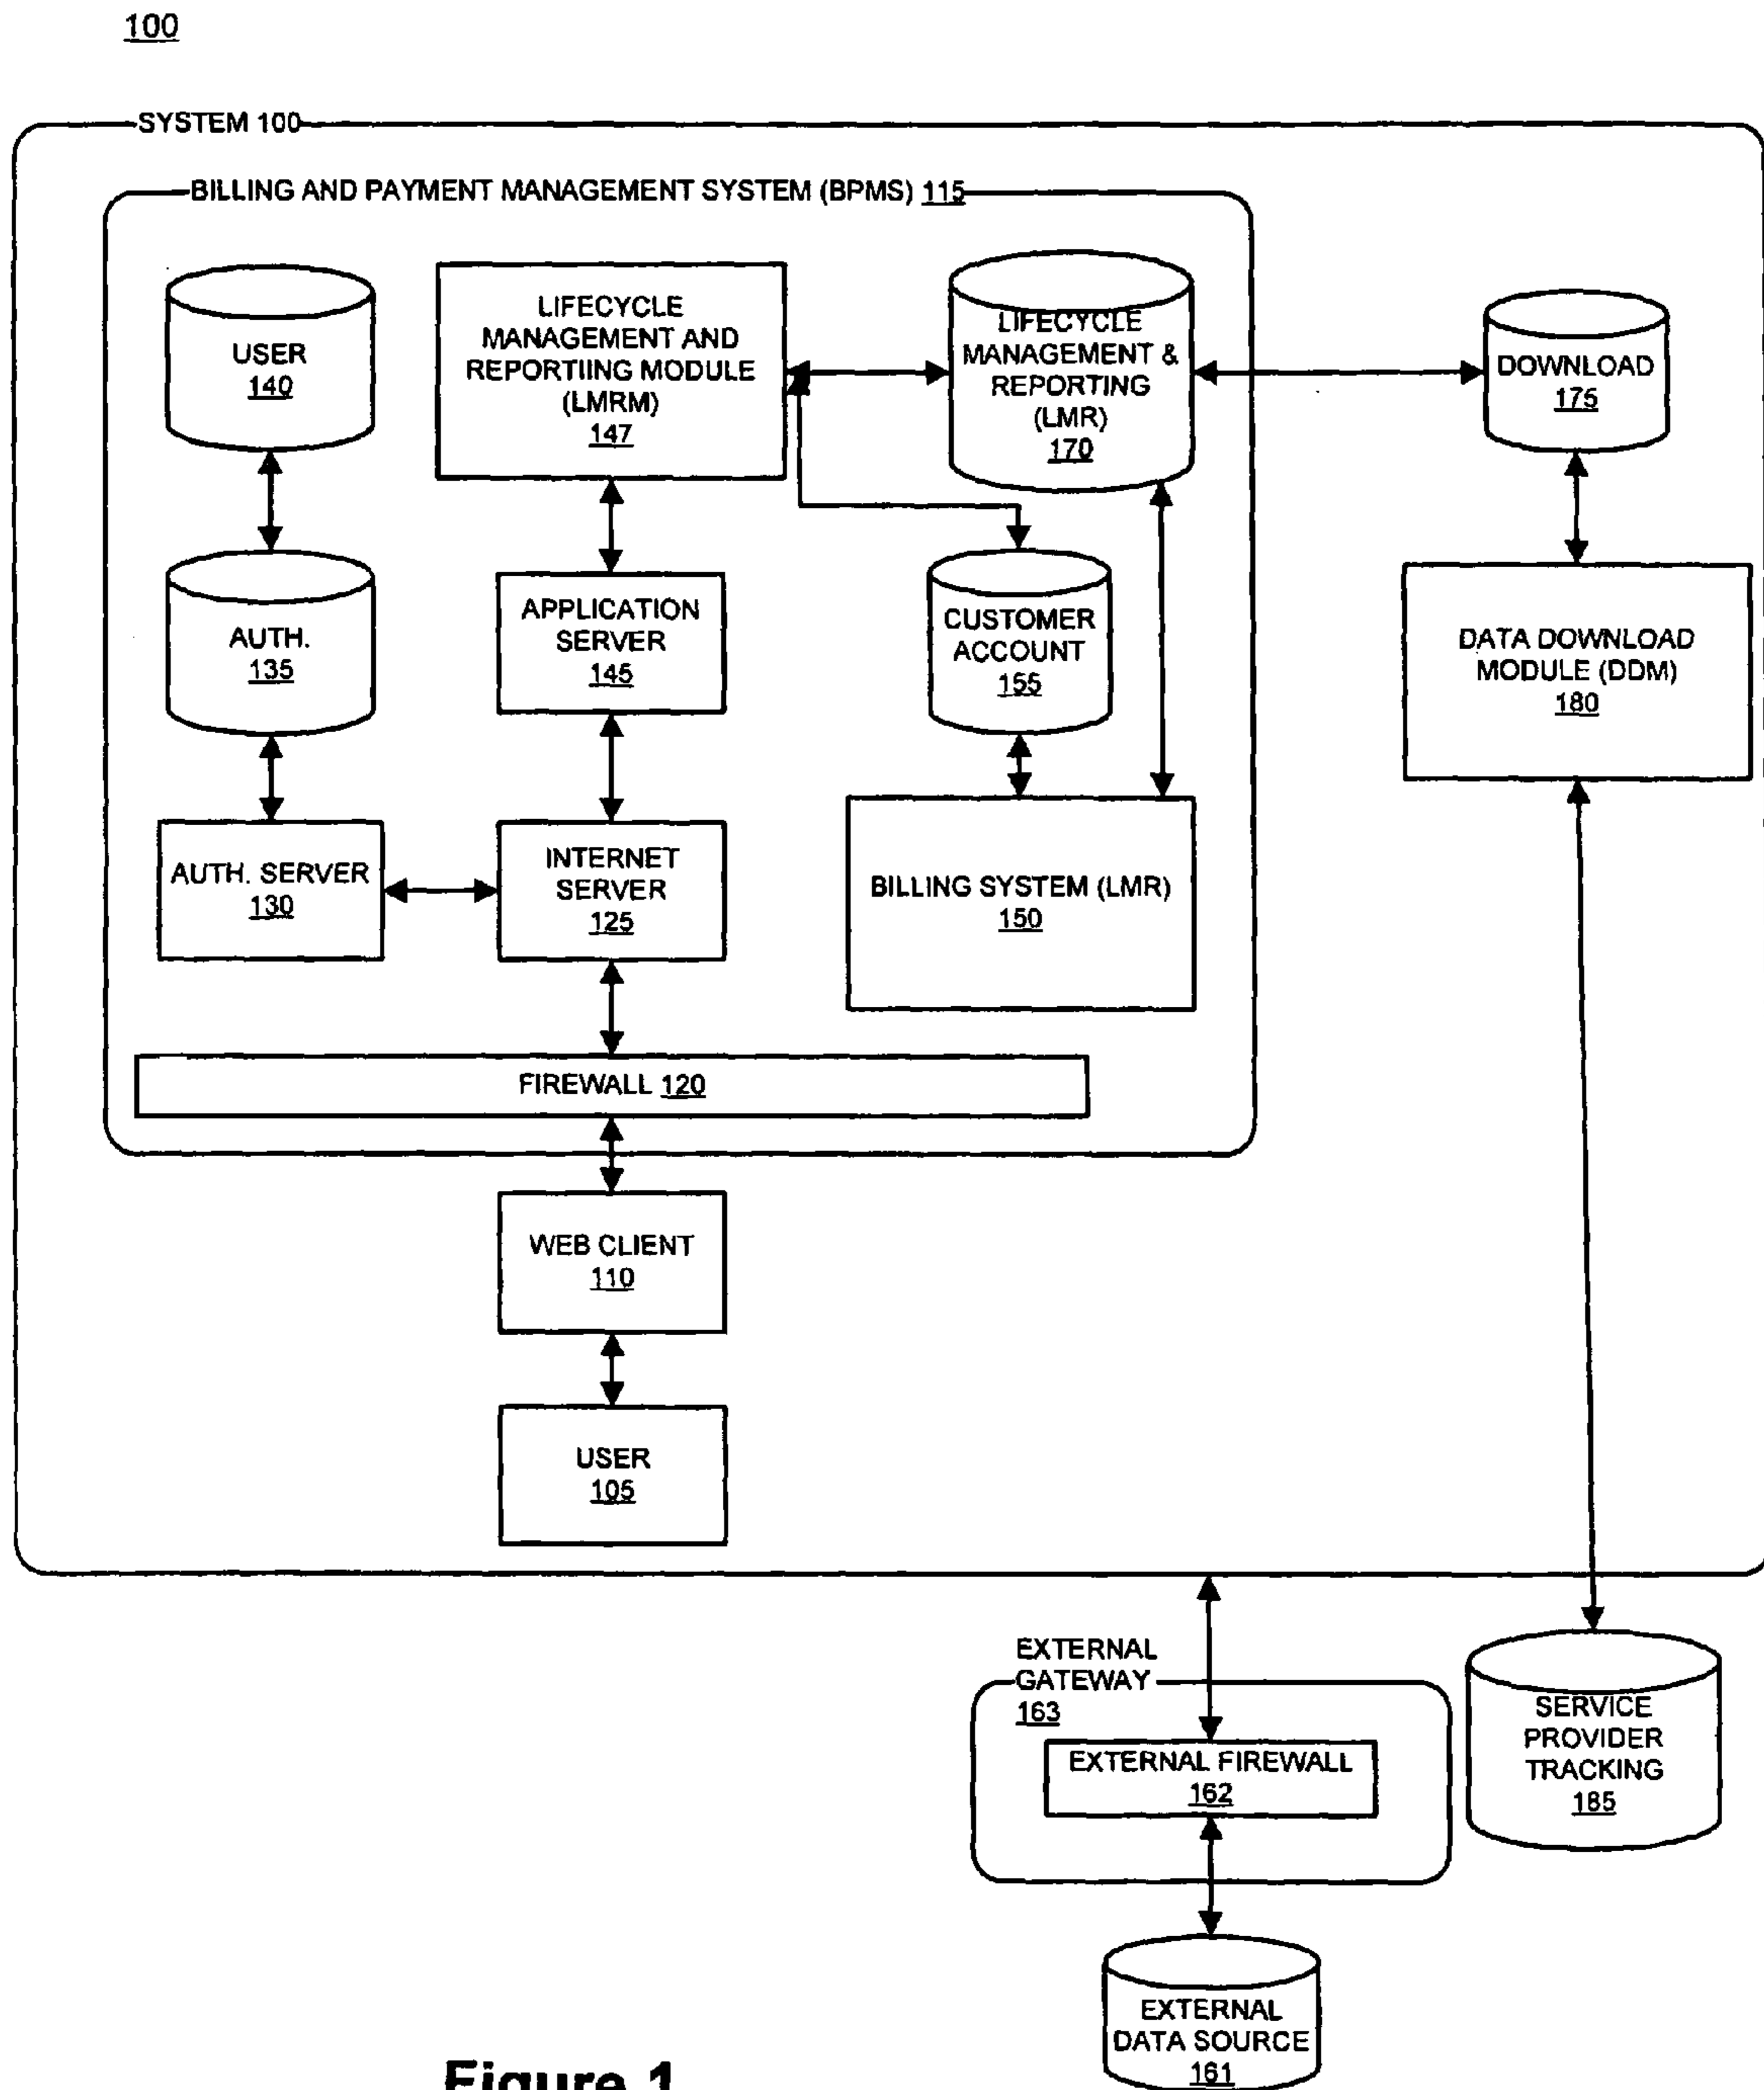 100
SYSTEM 100
BILLING AND PAYMENT MANAGEMENT SYSTEM (BPMS) 115
USER
140
LIFECYCLE
MANAGEMENT AND
REPORTIING MODULE
(LMRM)
147
LIFECYCLE
MANAGEMENT &
REPORTING
(LMR)
170
DOWNLOAD
175
AUTH.
135
APPLICATION
SERVER
145
CUSTOMER
ACCOUNT
155
DATA DOWNLOAD
MODULE (DDM)
180
AUTH. SERVER
130
INTERNET
SERVER
125
BILLING SYSTEM (LMR)
150
FIREWALL 120
WEB CLIENT
110
USER
105
EXTERNAL
GATEWAY
163
EXTERNAL FIREWALL
162
SERVICE
PROVIDER
TRACKING
185
EXTERNAL
DATA SOURCE
161
Figure 1